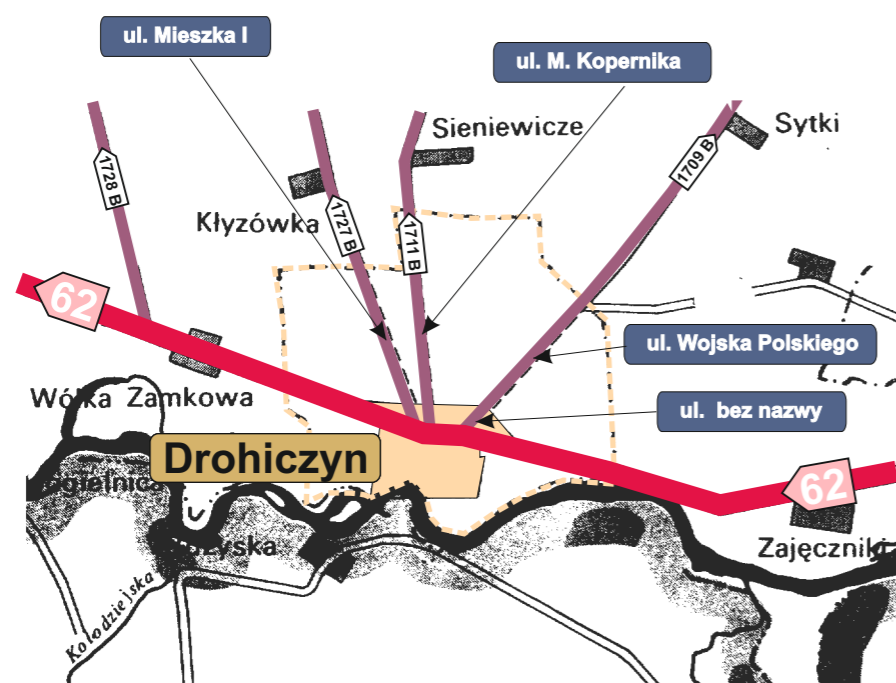 ul. Mieszka I
ul. M. Kopernika
Sieniewicze
Sytki
1728 B
1727 B
1711 B
1709 B
Kłyzówka
62
ul. Wojska Polskiego
Wólka Zamkowa
ul. bez nazwy
Drohiczyn
62
Zajęczniki
Kołodziejska